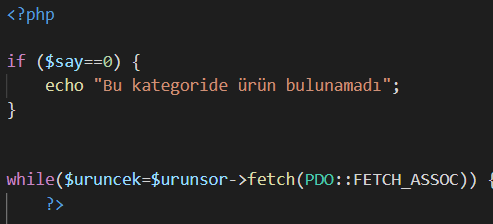 <?php
if ($say==0) {
echo "Bu kategoride ürün bulunamadı";
}
while($uruncek=$urunsor->fetch(PDO::FETCH_ASSOC)) {
?>